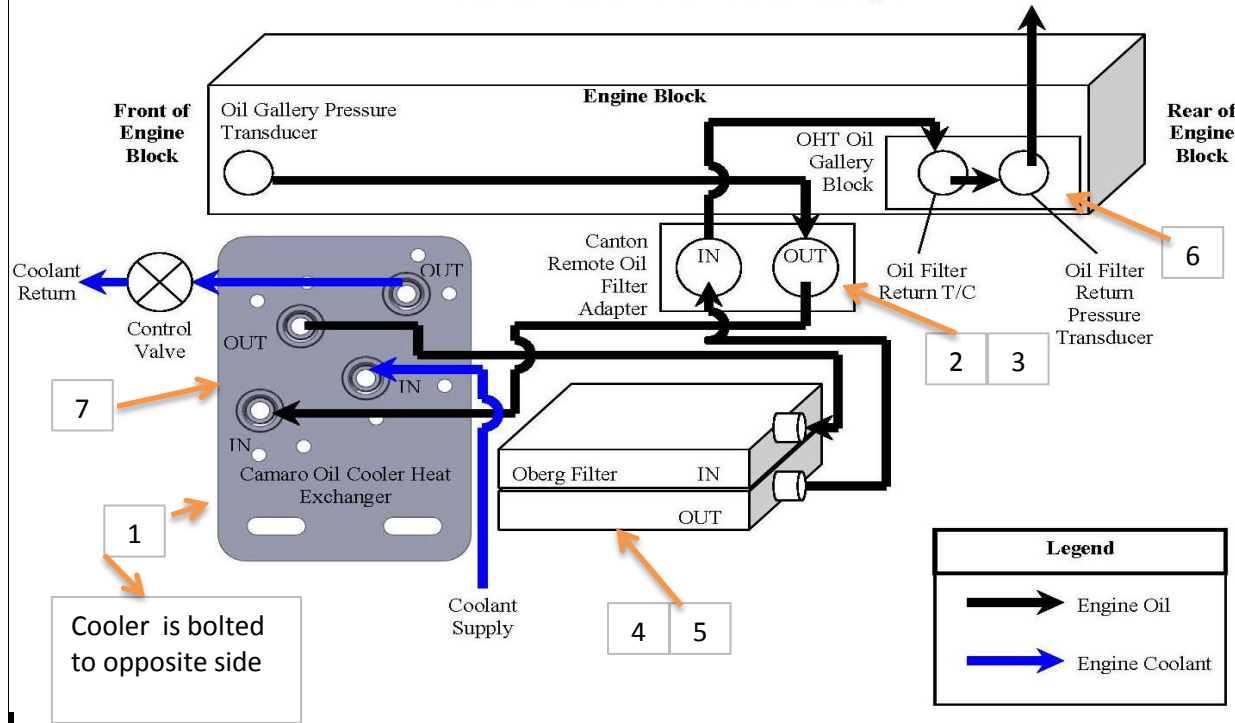 Engine Block
Front of
Engine
Block
Oil Gallery Pressure
Transducer
Rear of
Engine
Block
OHT Oil
Gallery
Block
6
Canton
Remote Oil
Filter
Adapter
IN
OUT
Oil Filter
Return T/C
Oil Filter
Return
Pressure
Transducer
2
3
Coolant
Return
Control
Valve
OUT
OUT
IN
IN
Camaro Oil Cooler Heat
Exchanger
7
1
Cooler is bolted
to opposite side
Oberg Filter
IN
OUT
4
5
Coolant
Supply
Legend
Engine Oil
Engine Coolant